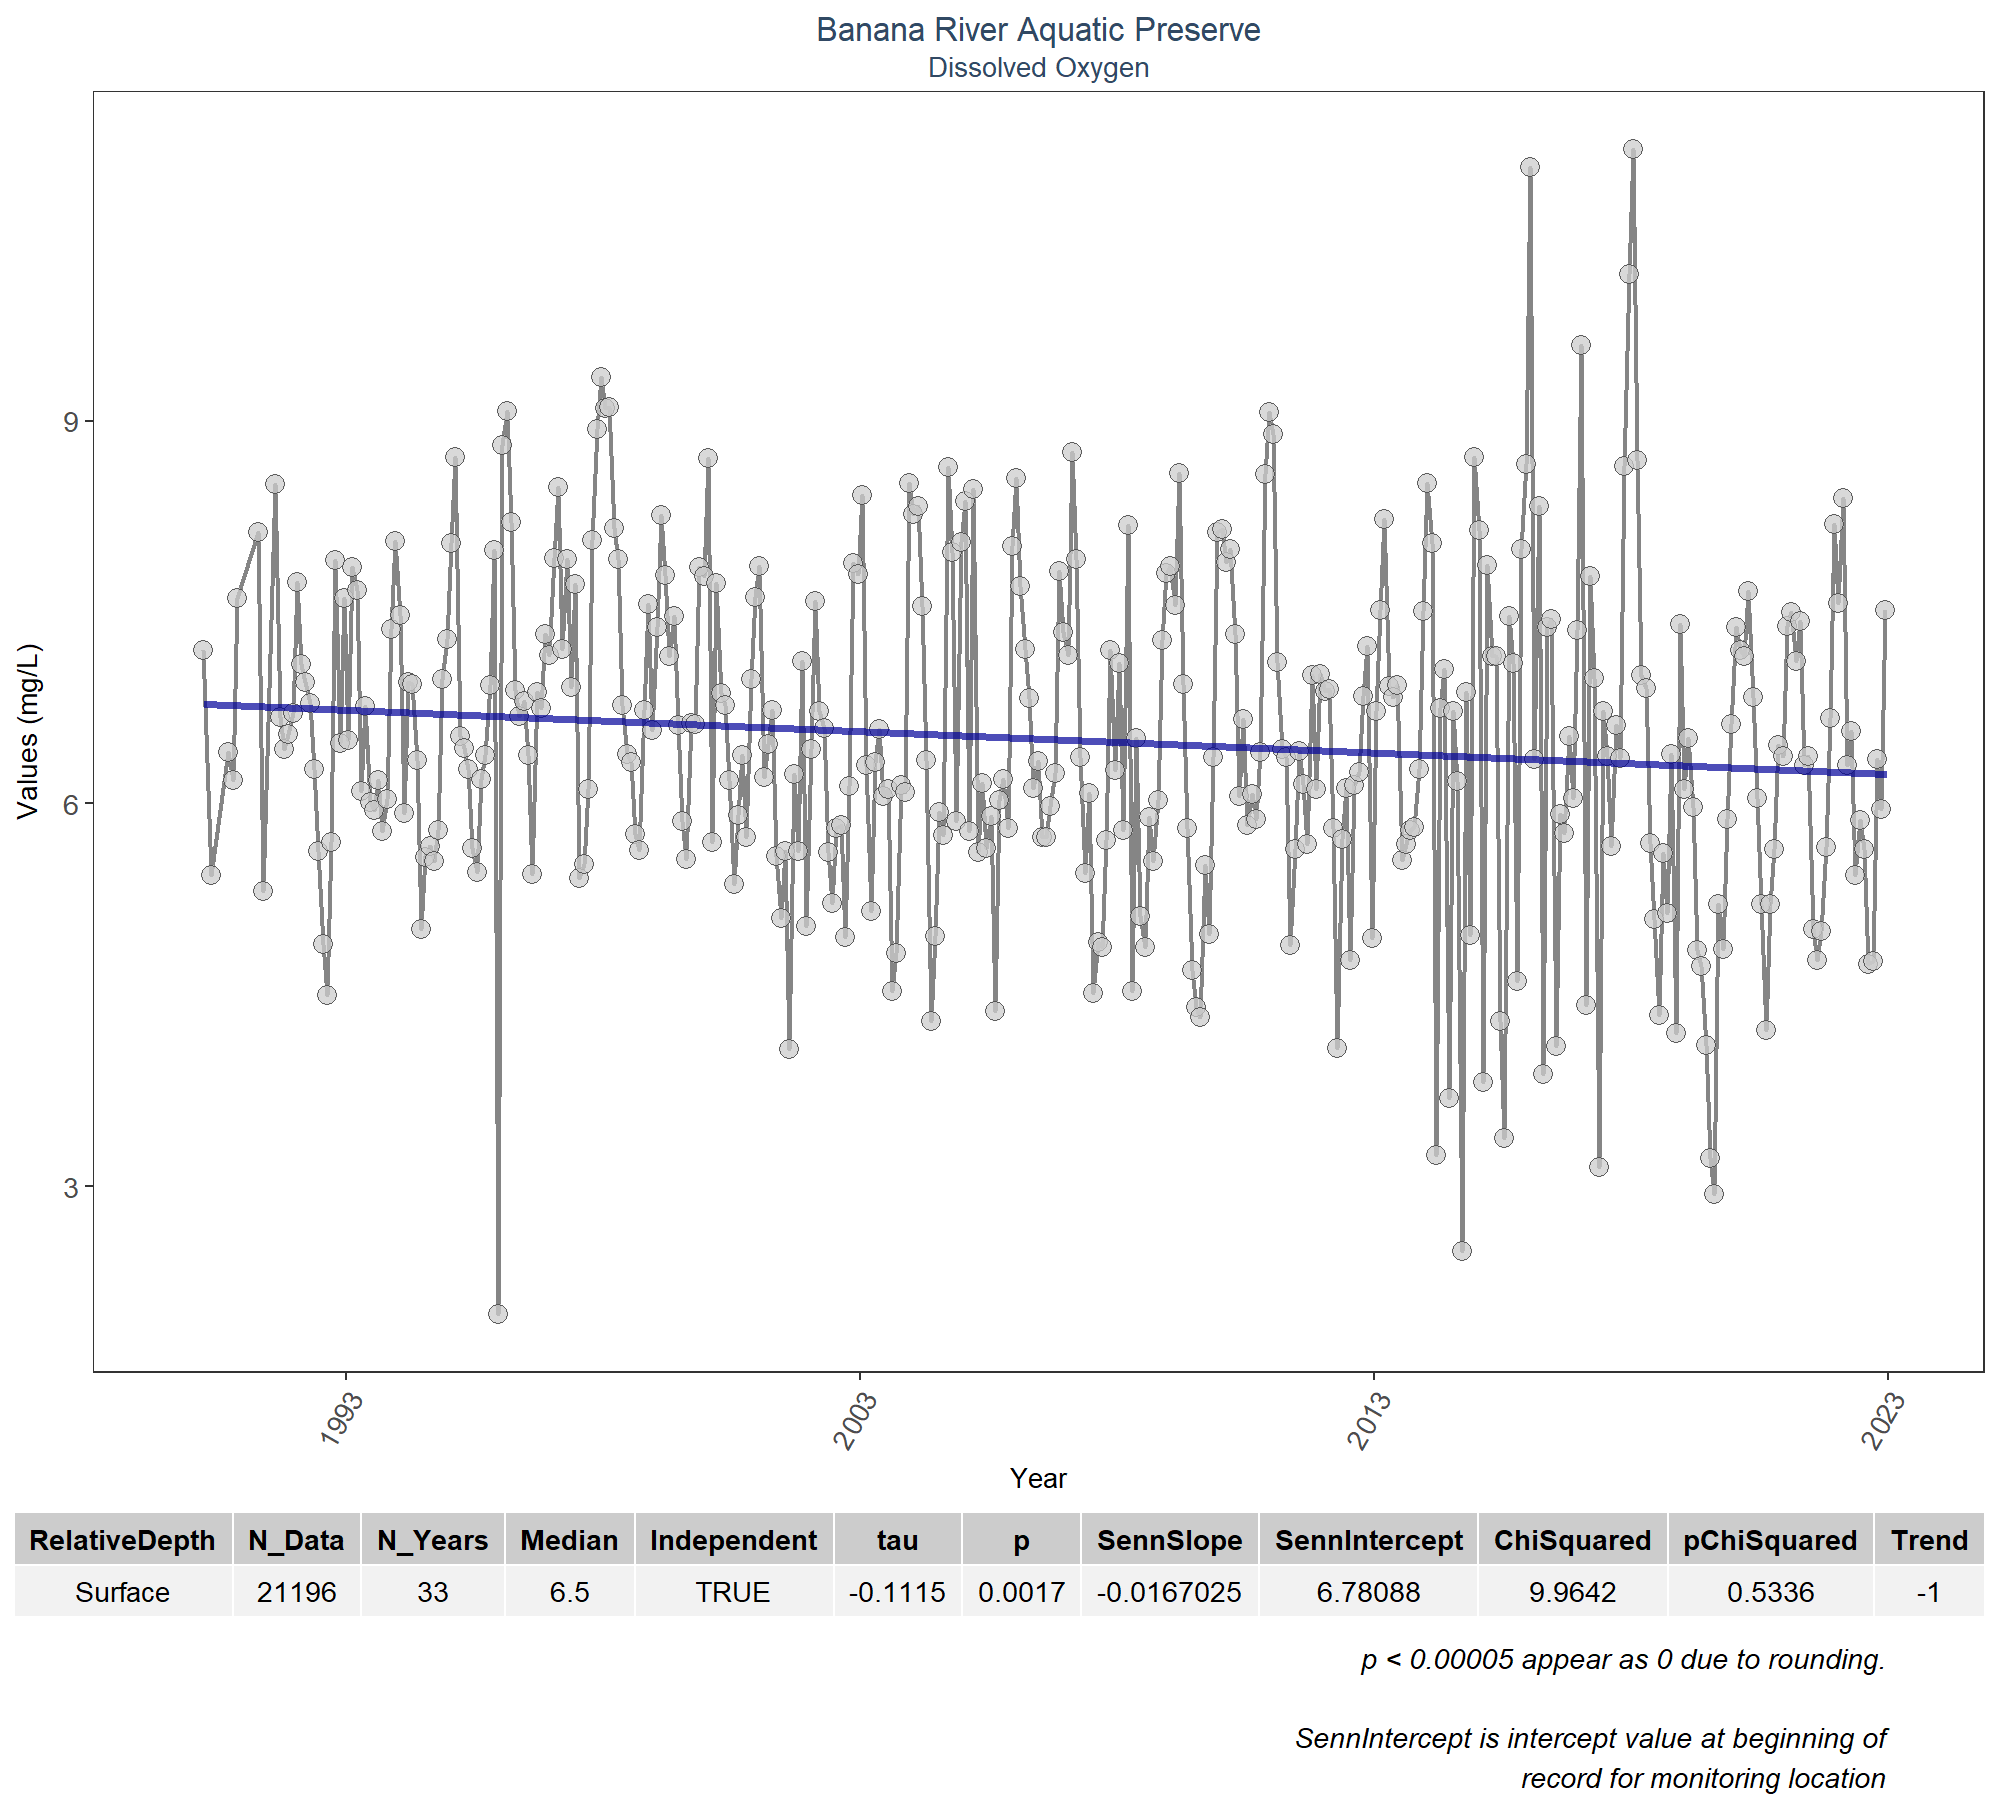 Banana River Aquatic Preserve
Dissolved Oxygen
Values (mg/L)
9
6
3
1993
2003
2013
2023
Year
RelativeDepth N_Data N_Years Median Independent tau p SennSlope SennIntercept ChiSquared pChiSquared Trend
Surface 21196 33 6.5 TRUE -0.1115 0.0017 -0.0167025 6.78088 9.9642 0.5336 -1
p < 0.00005 appear as 0 due to rounding.
SennIntercept is intercept value at beginning of
record for monitoring location